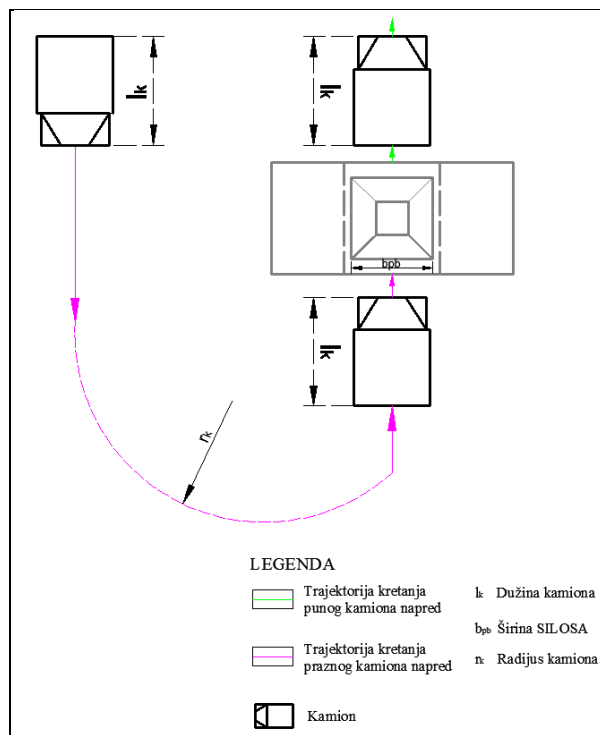 lk
lk
bpb
lk
rk
LEGENDA
Trajektorija kretanja
punog kamiona napred
lk Dužina kamiona
bpb Širina SILOSA
Trajektorija kretanja
praznog kamiona napred
rk Radijus kamiona
Kamion